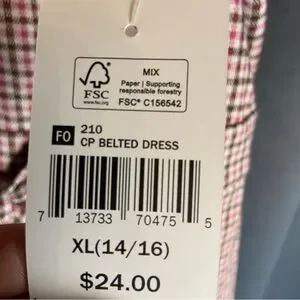 MIX
Paper | Supporting
responsible forestry
FSC
www.fsc.org
FSC® C156542
FO 210
CP BELTED DRESS
7 13733 70475 5
XL(14/16)
$24.00